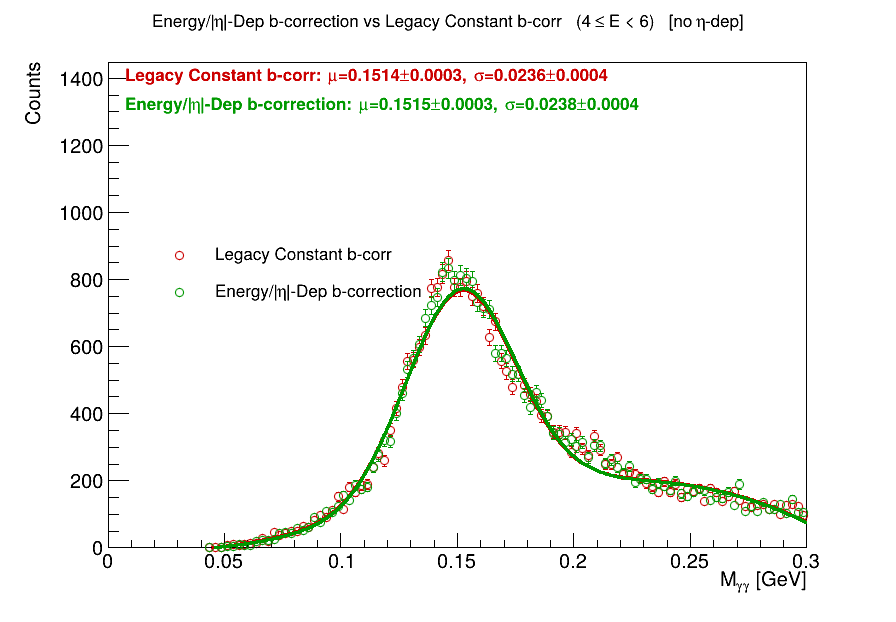 Energy/|η|-Dep b-correction vs Legacy Constant b-corr (4 ≤ E < 6) [no η-dep]
Counts
Legacy Constant b-corr: μ=0.1514±0.0003, σ=0.0236±0.0004
Energy/|η|-Dep b-correction: μ=0.1515±0.0003, σ=0.0238±0.0004
1400
1200
1000
800
600
400
200
0
Legacy Constant b-corr
Energy/|η|-Dep b-correction
0 0.05 0.1 0.15 0.2 0.25 0.3
Mγγ [GeV]